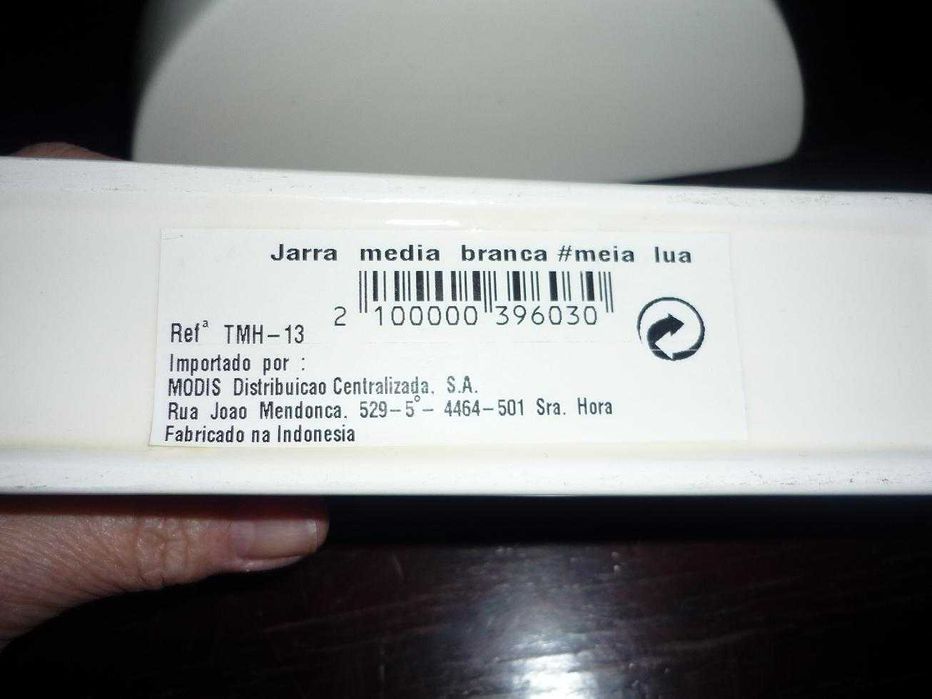 Jarra media branca #meia lua
2 100000 396030
Refª TMH-13
Importado por :
MODIS Distribuicao Centralizada. S.A.
Rua Joao Mendonca. 529-5º- 4464-501 Sra. Hora
Fabricado na Indonesia